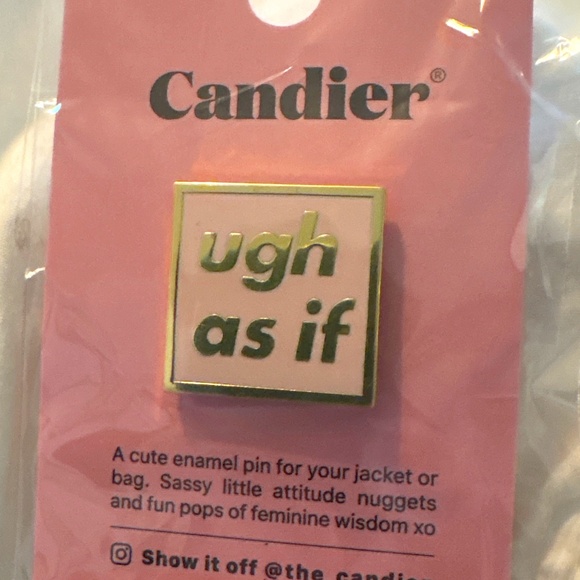 Candier®
ugh
as if
A cute enamel pin for your jacket or
bag. Sassy little attitude nuggets
and fun pops of feminine wisdom xo
Show it off @the_candier